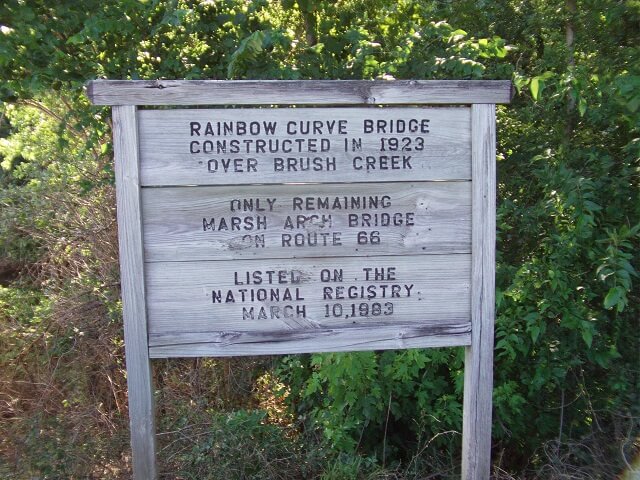 RAINBOW CURVE BRIDGE
CONSTRUCTED IN 1923
OVER BRUSH CREEK
ONLY REMAINING
MARSH ARCH BRIDGE
ON ROUTE 66
LISTED ON THE
NATIONAL REGISTRY
MARCH 10,1983